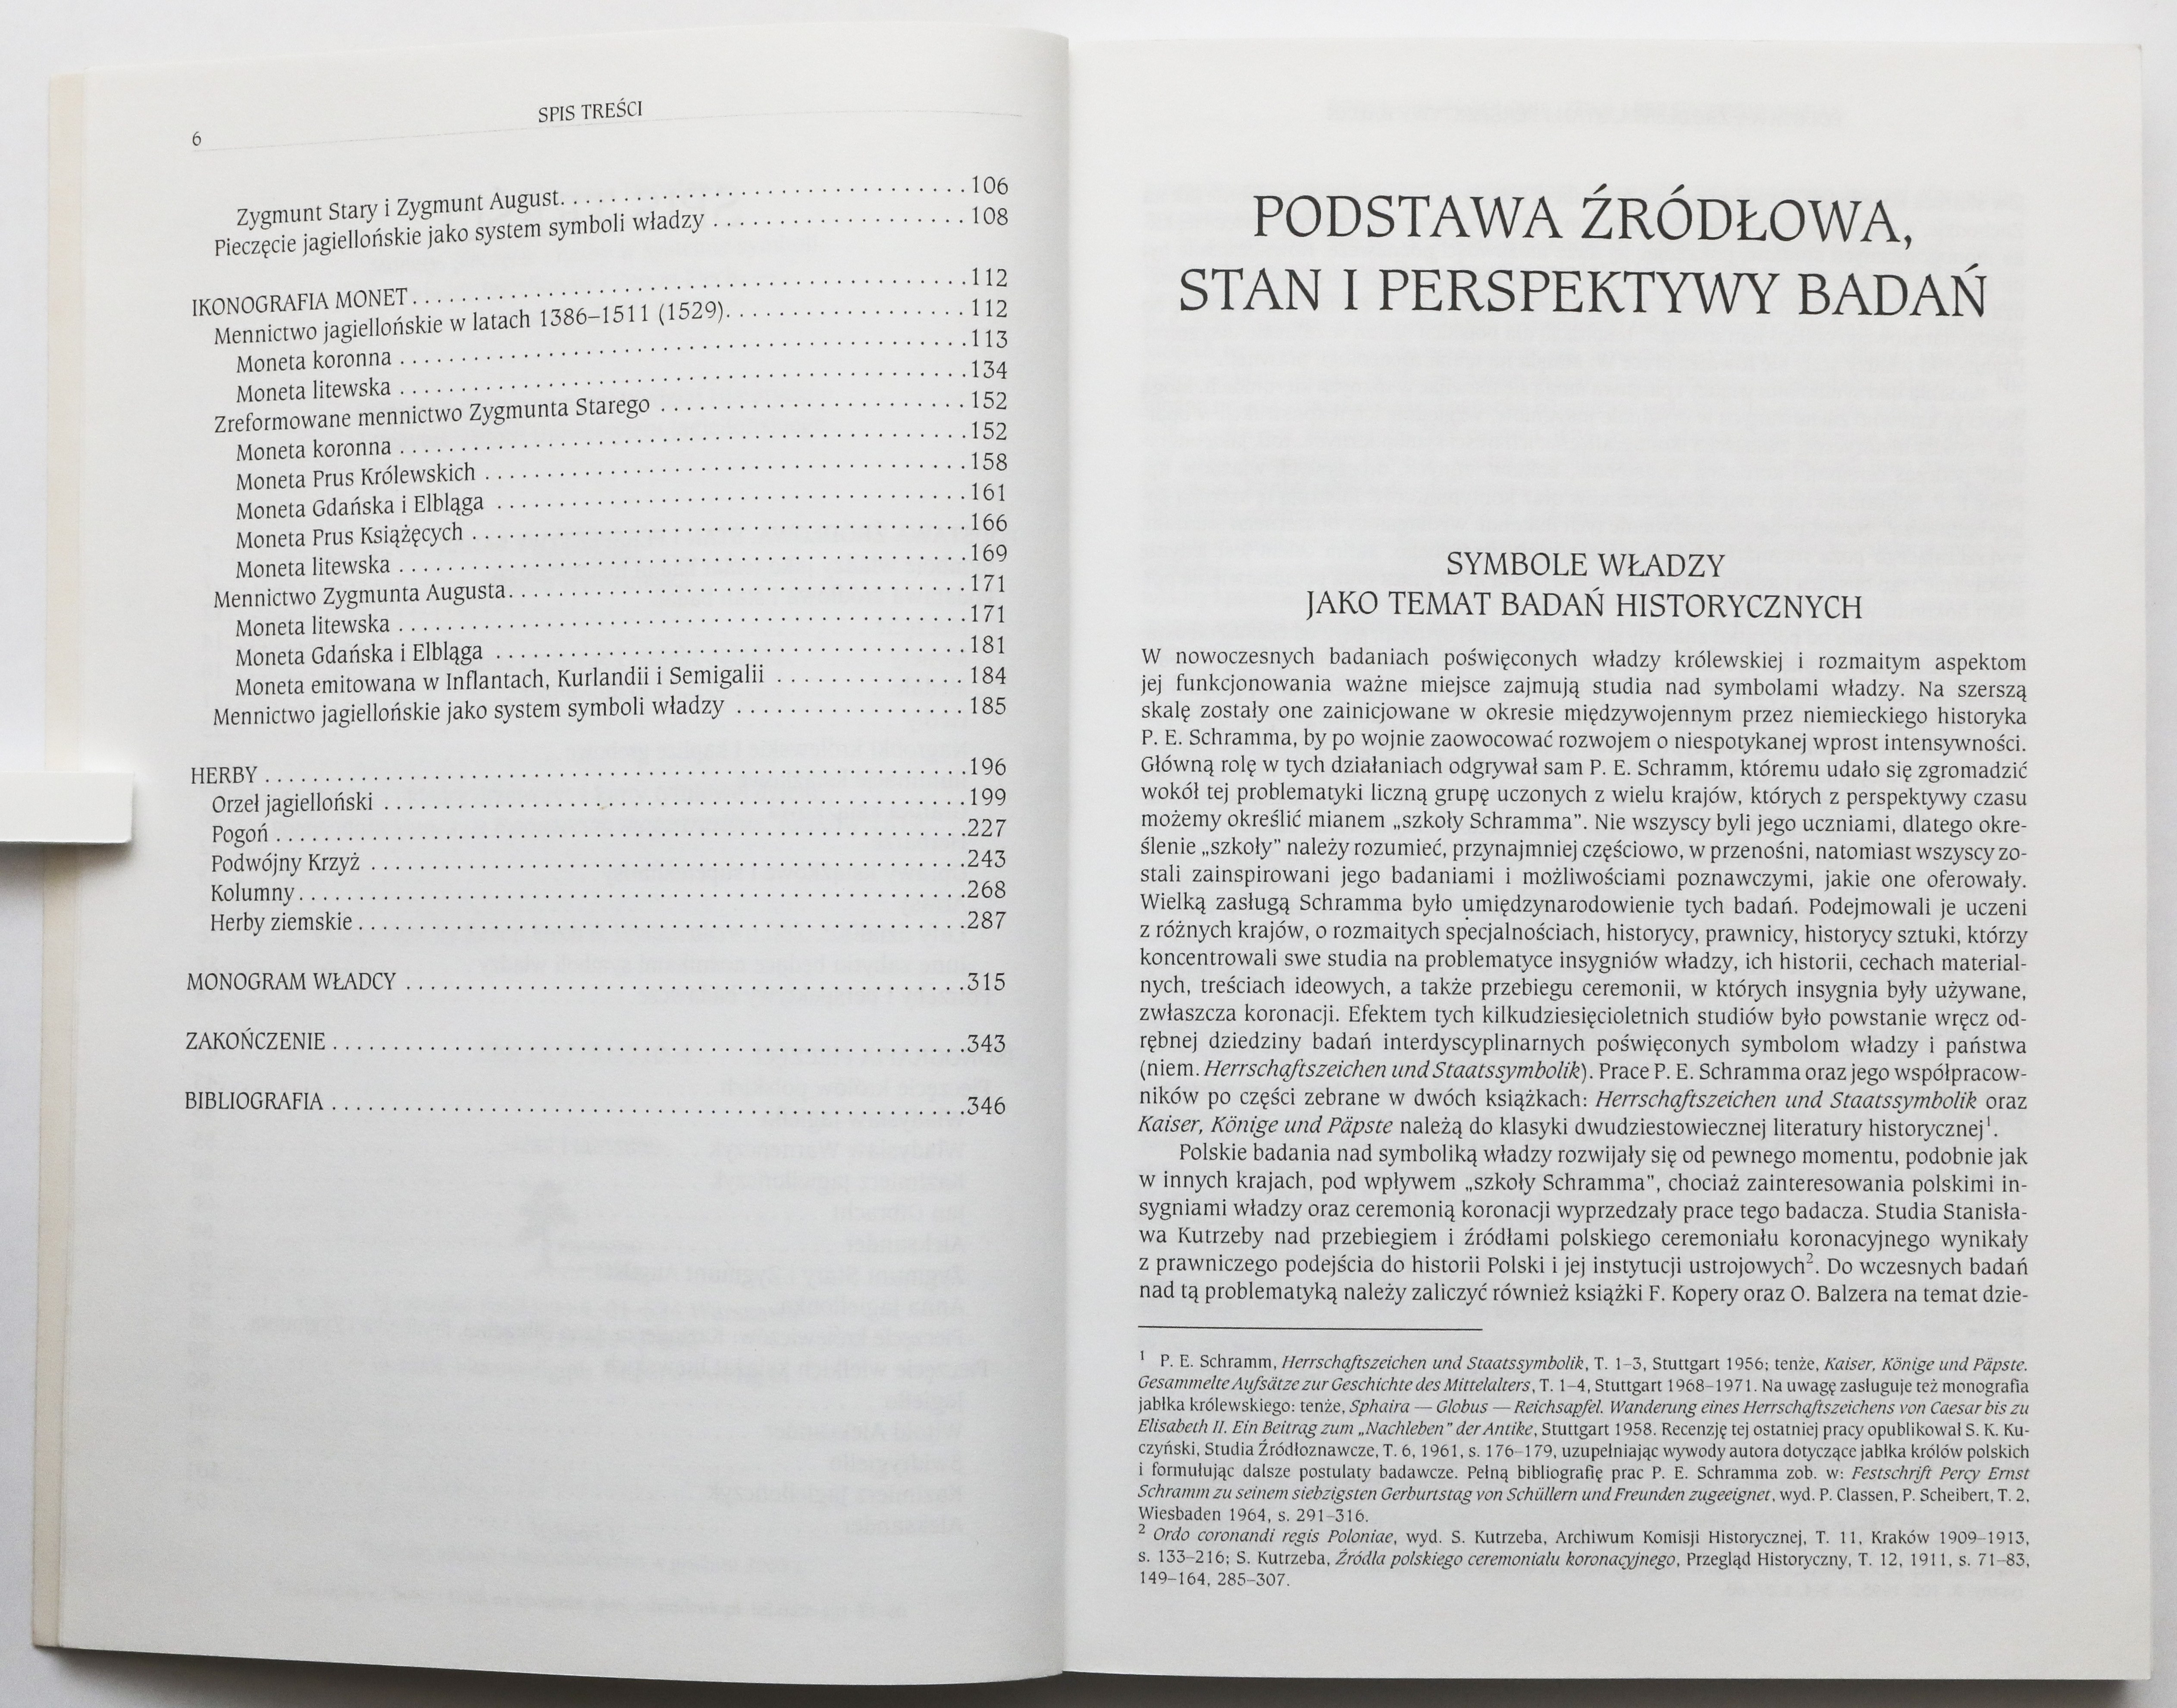 6
SPIS TREŚCI
Zygmunt Stary i Zygmunt August. . . . . . . . . . . . . . . . . . . . . . . . . . . . . . 106
Pieczęcie jagiellońskie jako system symboli władzy . . . . . . . . . . . . . . . . . . 108
IKONOGRAFIA MONET . . . . . . . . . . . . . . . . . . . . . . . . . . . . . . . . . . . . 112
Mennictwo jagiellońskie w latach 1386–1511 (1529). . . . . . . . . . . . . . . . . . 112
Moneta koronna . . . . . . . . . . . . . . . . . . . . . . . . . . . . . . . . . . . . . 113
Moneta litewska . . . . . . . . . . . . . . . . . . . . . . . . . . . . . . . . . . . . . 134
Zreformowane mennictwo Zygmunta Starego . . . . . . . . . . . . . . . . . . . . . 152
Moneta koronna . . . . . . . . . . . . . . . . . . . . . . . . . . . . . . . . . . . . . 152
Moneta Prus Królewskich . . . . . . . . . . . . . . . . . . . . . . . . . . . . . . . 158
Moneta Gdańska i Elbląga . . . . . . . . . . . . . . . . . . . . . . . . . . . . . . . 161
Moneta Prus Książęcych . . . . . . . . . . . . . . . . . . . . . . . . . . . . . . . . 166
Moneta litewska . . . . . . . . . . . . . . . . . . . . . . . . . . . . . . . . . . . . . 169
Mennictwo Zygmunta Augusta. . . . . . . . . . . . . . . . . . . . . . . . . . . . . . . 171
Moneta litewska . . . . . . . . . . . . . . . . . . . . . . . . . . . . . . . . . . . . . 171
Moneta Gdańska i Elbląga . . . . . . . . . . . . . . . . . . . . . . . . . . . . . . . 181
Moneta emitowana w Inflantach, Kurlandii i Semigalii . . . . . . . . . . . . . . 184
Mennictwo jagiellońskie jako system symboli władzy . . . . . . . . . . . . . . . . . 185
HERBY . . . . . . . . . . . . . . . . . . . . . . . . . . . . . . . . . . . . . . . . . . . . . . 196
Orzeł jagielloński . . . . . . . . . . . . . . . . . . . . . . . . . . . . . . . . . . . . . . 199
Pogoń . . . . . . . . . . . . . . . . . . . . . . . . . . . . . . . . . . . . . . . . . . . . . 227
Podwójny Krzyż . . . . . . . . . . . . . . . . . . . . . . . . . . . . . . . . . . . . . . . 243
Kolumny . . . . . . . . . . . . . . . . . . . . . . . . . . . . . . . . . . . . . . . . . . . . 268
Herby ziemskie . . . . . . . . . . . . . . . . . . . . . . . . . . . . . . . . . . . . . . . . 287
MONOGRAM WŁADCY . . . . . . . . . . . . . . . . . . . . . . . . . . . . . . . . . . . . 315
ZAKOŃCZENIE . . . . . . . . . . . . . . . . . . . . . . . . . . . . . . . . . . . . . . . . . 343
BIBLIOGRAFIA . . . . . . . . . . . . . . . . . . . . . . . . . . . . . . . . . . . . . . . . . 346
PODSTAWA ŹRÓDŁOWA,
STAN I PERSPEKTYWY BADAŃ
SYMBOLE WŁADZY
JAKO TEMAT BADAŃ HISTORYCZNYCH
W nowoczesnych badaniach poświęconych władzy królewskiej i rozmaitym aspektom
jej funkcjonowania ważne miejsce zajmują studia nad symbolami władzy. Na szerszą
skalę zostały one zainicjowane w okresie międzywojennym przez niemieckiego historyka
P. E. Schramma, by po wojnie zaowocować rozwojem o niespotykanej wprost intensywności.
Główną rolę w tych działaniach odgrywał sam P. E. Schramm, któremu udało się zgromadzić
wokół tej problematyki liczną grupę uczonych z wielu krajów, których z perspektywy czasu
możemy określić mianem „szkoły Schramma”. Nie wszyscy byli jego uczniami, dlatego okre-
ślenie „szkoły” należy rozumieć, przynajmniej częściowo, w przenośni, natomiast wszyscy zo-
stali zainspirowani jego badaniami i możliwościami poznawczymi, jakie one oferowały.
Wielką zasługą Schramma było umiędzynarodowienie tych badań. Podejmowali je uczeni
z różnych krajów, o rozmaitych specjalnościach, historycy, prawnicy, historycy sztuki, którzy
koncentrowali swe studia na problematyce insygniów władzy, ich historii, cechach material-
nych, treściach ideowych, a także przebiegu ceremonii, w których insygnia były używane,
zwłaszcza koronacji. Efektem tych kilkudziesięcioletnich studiów było powstanie wręcz od-
rębnej dziedziny badań interdyscyplinarnych poświęconych symbolom władzy i państwa
(niem. Herrschaftszeichen und Staatssymbolik). Prace P. E. Schramma oraz jego współpracow-
ników po części zebrane w dwóch książkach: Herrschaftszeichen und Staatssymbolik oraz
Kaiser, Könige und Päpste należą do klasyki dwudziestowiecznej literatury historycznej¹.
Polskie badania nad symboliką władzy rozwijały się od pewnego momentu, podobnie jak
w innych krajach, pod wpływem „szkoły Schramma”, chociaż zainteresowania polskimi in-
sygniami władzy oraz ceremonią koronacji wyprzedzały prace tego badacza. Studia Stanisła-
wa Kutrzeby nad przebiegiem i źródłami polskiego ceremoniału koronacyjnego wynikały
z prawniczego podejścia do historii Polski i jej instytucji ustrojowych². Do wczesnych badań
nad tą problematyką należy zaliczyć również książki F. Kopery oraz O. Balzera na temat dzie-
¹ P. E. Schramm, Herrschaftszeichen und Staatssymbolik, T. 1–3, Stuttgart 1956; tenże, Kaiser, Könige und Päpste.
Gesammelte Aufsätze zur Geschichte des Mittelalters, T. 1–4, Stuttgart 1968–1971. Na uwagę zasługuje też monografia
jabłka królewskiego: tenże, Sphaira — Globus — Reichsapfel. Wanderung eines Herrschaftszeichens von Caesar bis zu
Elisabeth II. Ein Beitrag zum „Nachleben” der Antike, Stuttgart 1958. Recenzję tej ostatniej pracy opublikował S. K. Ku-
czyński, Studia Źródłoznawcze, T. 6, 1961, s. 176–179, uzupełniając wywody autora dotyczące jabłka królów polskich
i formułując dalsze postulaty badawcze. Pełną bibliografię prac P. E. Schramma zob. w: Festschrift Percy Ernst
Schramm zu seinem siebzigsten Gerburtstag von Schüllern und Freunden zugeeignet, wyd. P. Classen, P. Scheibert, T. 2,
Wiesbaden 1964, s. 291–316.
² Ordo coronandi regis Poloniae, wyd. S. Kutrzeba, Archiwum Komisji Historycznej, T. 11, Kraków 1909–1913,
s. 133–216; S. Kutrzeba, Źródla polskiego ceremoniału koronacyjnego, Przegląd Historyczny, T. 12, 1911, s. 71–83,
149–164, 285–307.